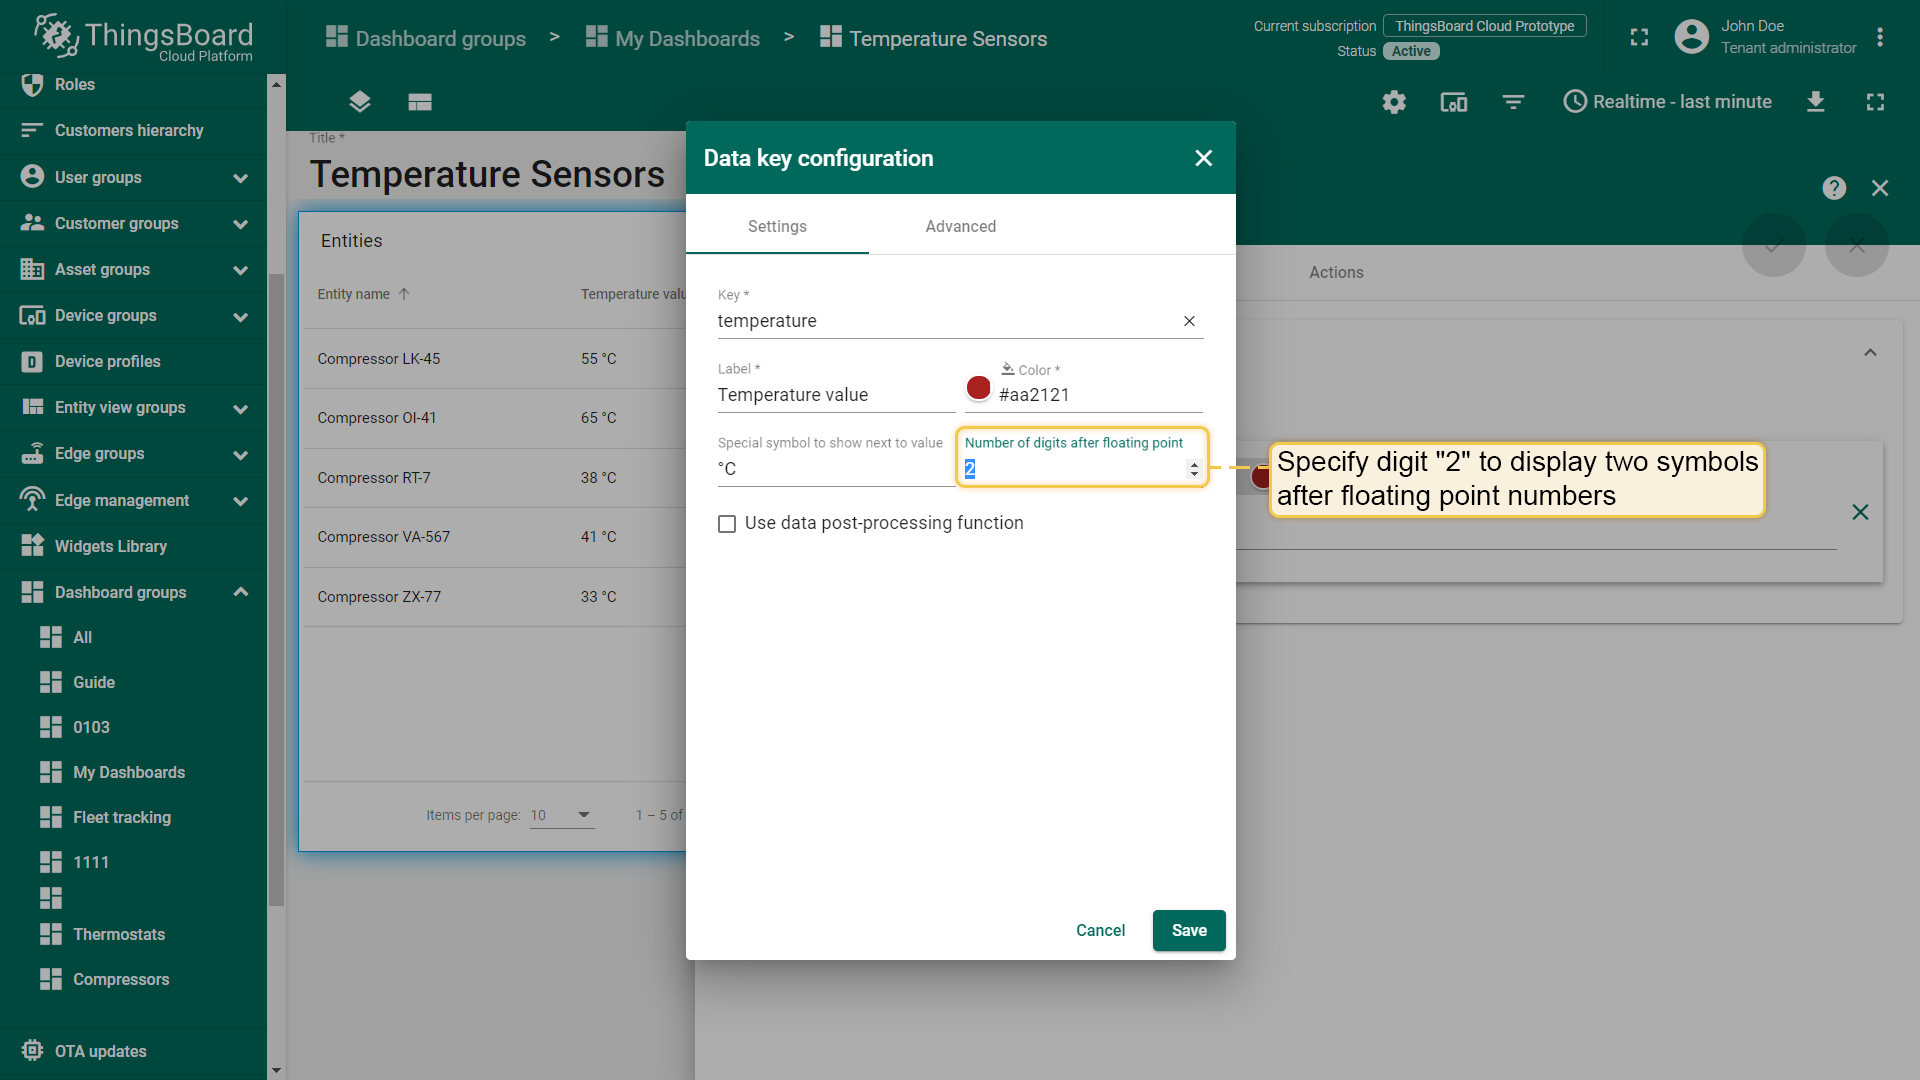 ThingsBoard
Cloud Platform
Dashboard groups > My Dashboards > Temperature Sensors
Current subscription ThingsBoard Cloud Prototype
Status Active
John Doe
Tenant administrator
Roles
Customers hierarchy
User groups
Customer groups
Asset groups
Device groups
Device profiles
Entity view groups
Edge groups
Edge management
Widgets Library
Dashboard groups
All
Guide
0103
My Dashboards
Fleet tracking
1111
Thermostats
Compressors
OTA updates
Realtime - last minute
Title *
Temperature Sensors
Entities
Entity name Temperature valu
Compressor LK-45 55 °C
Compressor OI-41 65 °C
Compressor RT-7 38 °C
Compressor VA-567 41 °C
Compressor ZX-77 33 °C
Items per page: 10 1 – 5 of
Actions
Data key configuration
Settings Advanced
Key *
temperature
Label * Color *
Temperature value #aa2121
Special symbol to show next to value Number of digits after floating point
°C 2
Use data post-processing function
Cancel Save
Specify digit "2" to display two symbols
after floating point numbers